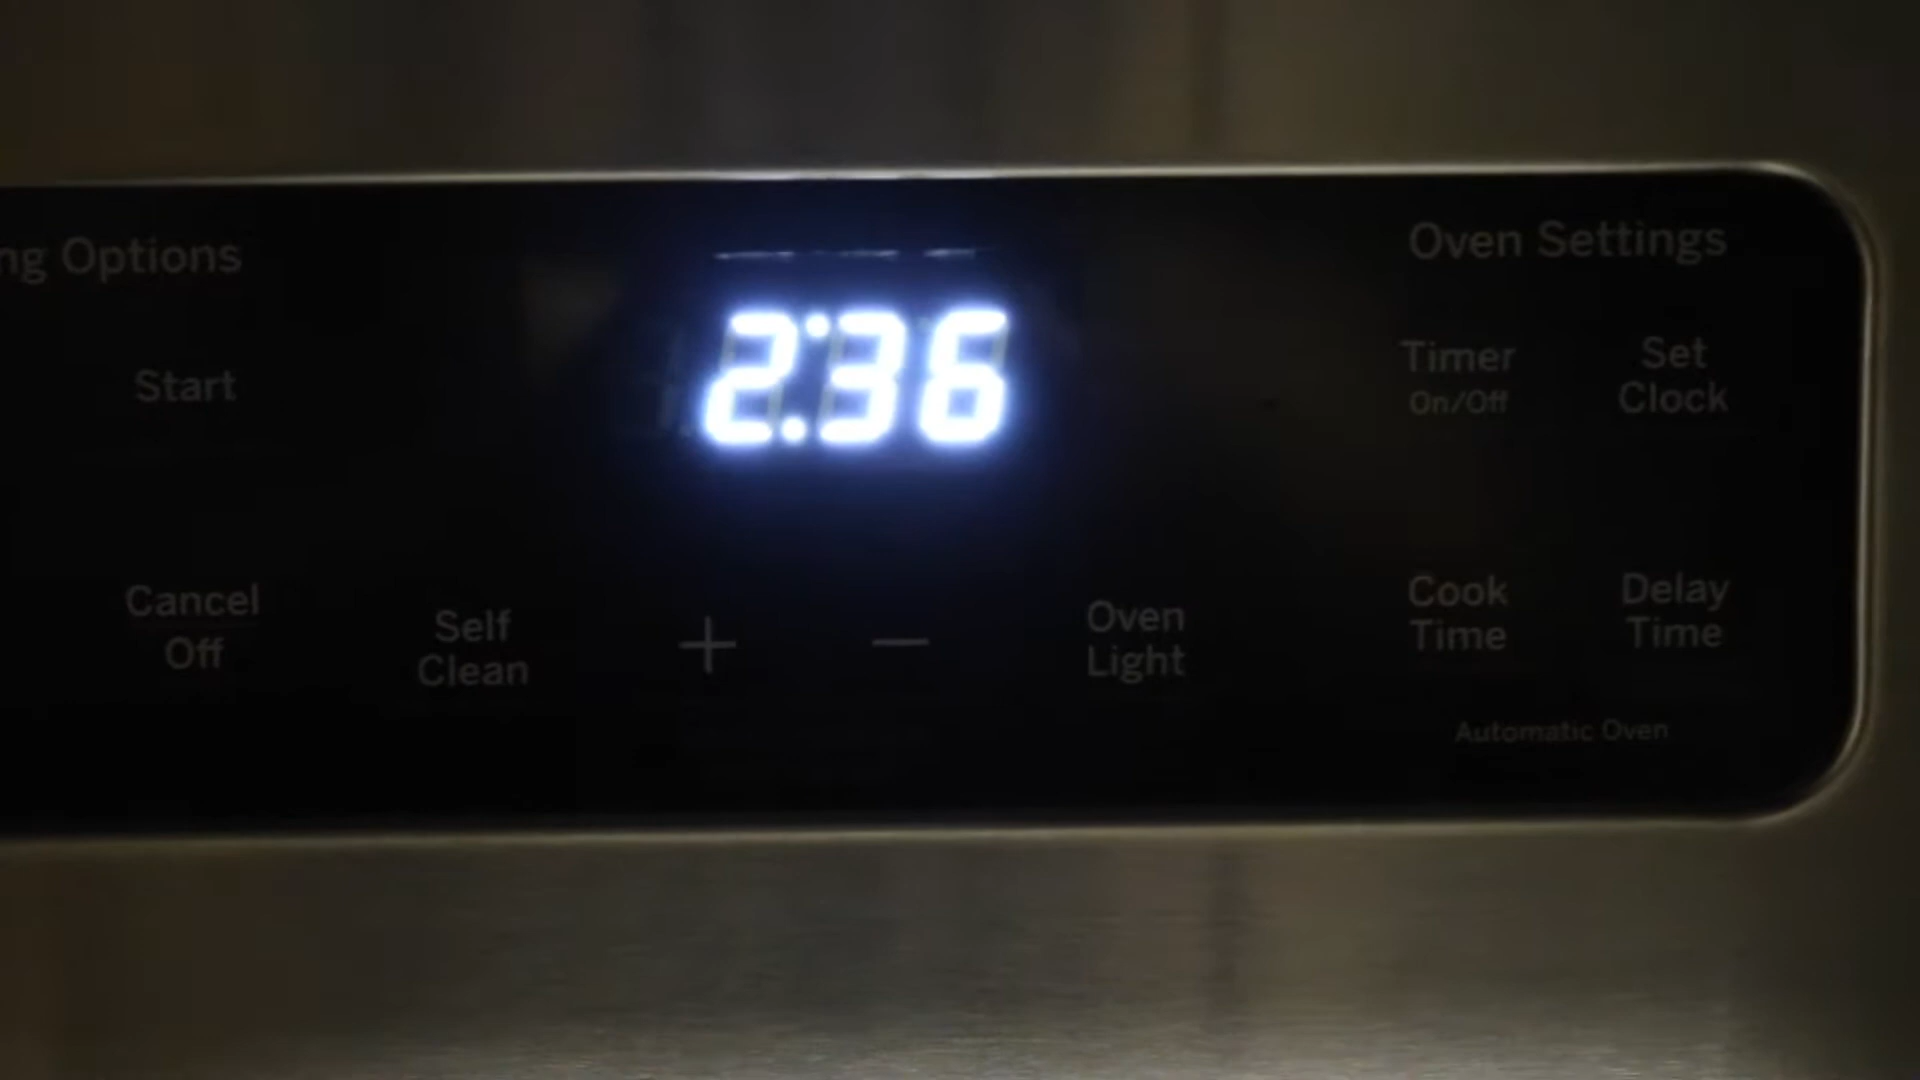 ng Options
Oven Settings
2:36
Start
Timer
On/Off
Set
Clock
Cancel
Off
Self
Clean
+
−
Oven
Light
Cook
Time
Delay
Time
Automatic Oven